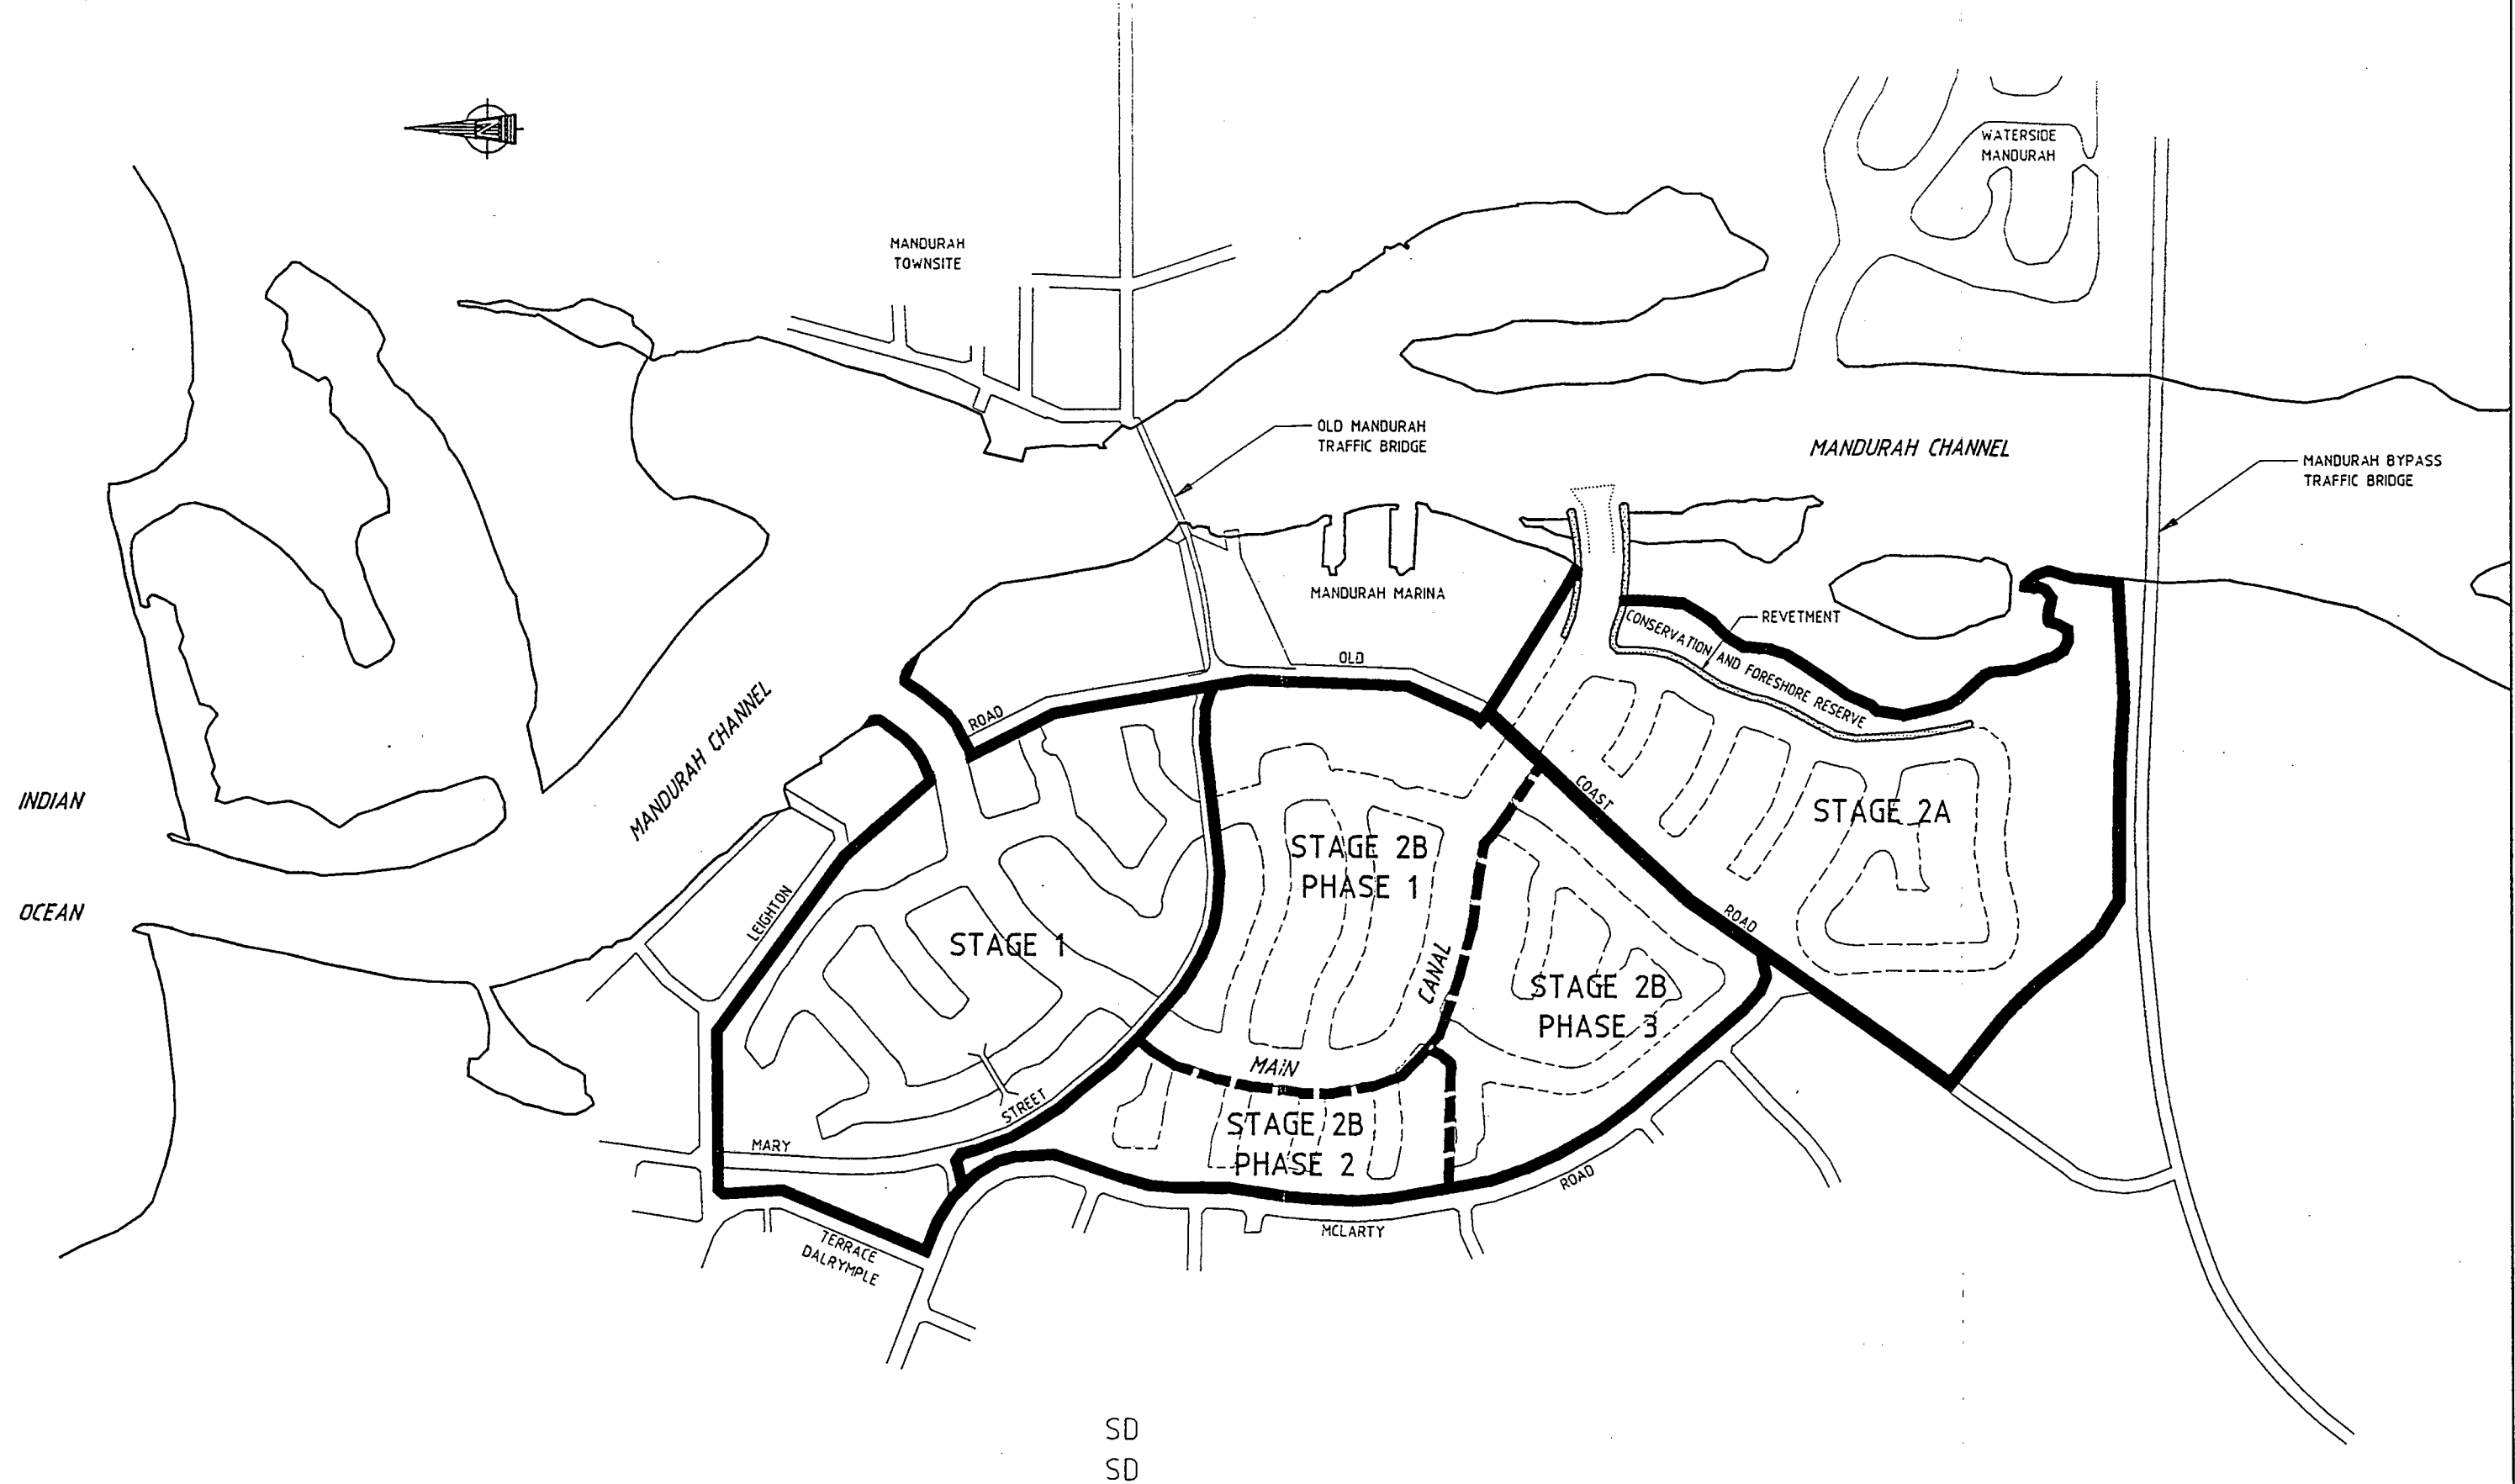 N
WATERSIDE
MANDURAH
MANDURAH
TOWNSITE
OLD MANDURAH
TRAFFIC BRIDGE
MANDURAH CHANNEL
MANDURAH BYPASS
TRAFFIC BRIDGE
MANDURAH MARINA
REVETMENT
CONSERVATION AND FORESHORE RESERVE
OLD
ROAD
MANDURAH CHANNEL
INDIAN
OCEAN
COAST
ROAD
STAGE 2A
STAGE 2B
PHASE 1
LEIGHTON
STAGE 1
CANAL
STAGE 2B
PHASE 3
MAIN
STREET
MARY
STAGE 2B
PHASE 2
ROAD
MCLARTY
TERRACE
DALRYMPLE
SD
SD